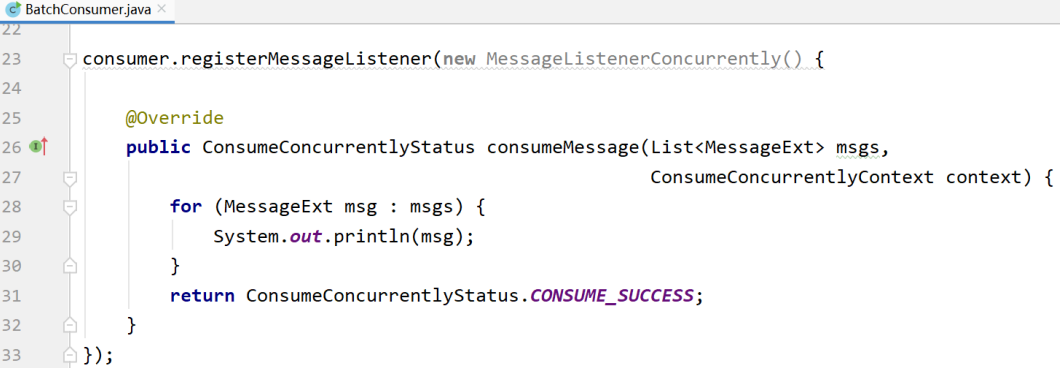 BatchConsumer.java
22
23 consumer.registerMessageListener(new MessageListenerConcurrently() {
24
25 @Override
26 public ConsumeConcurrentlyStatus consumeMessage(List<MessageExt> msgs,
27 ConsumeConcurrentlyContext context) {
28 for (MessageExt msg : msgs) {
29 System.out.println(msg);
30 }
31 return ConsumeConcurrentlyStatus.CONSUME_SUCCESS;
32 }
33 });